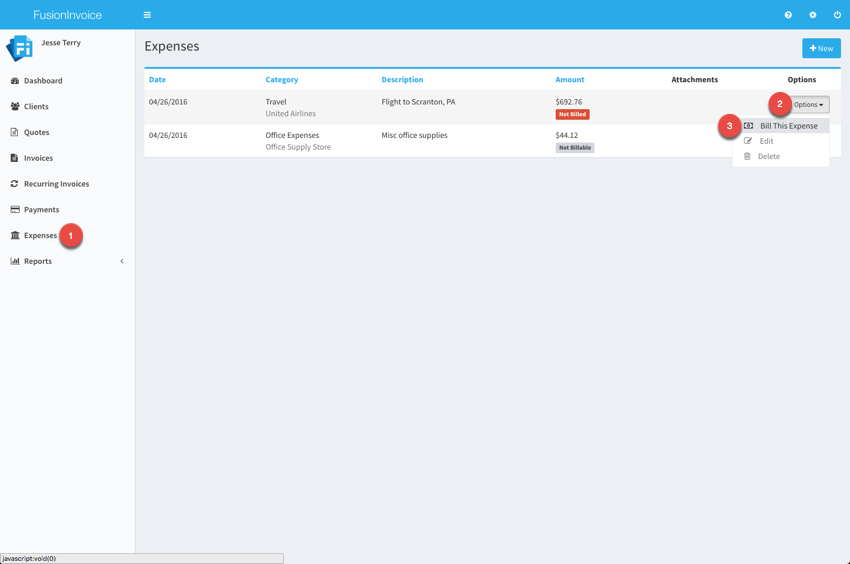 FusionInvoice
Jesse Terry
Dashboard
Clients
Quotes
Invoices
Recurring Invoices
Payments
Expenses 1
Reports
Expenses
+ New
Date Category Description Amount Attachments Options
04/26/2016 Travel Flight to Scranton, PA $692.76 2 Options
United Airlines Not Billed
3 Bill This Expense
04/26/2016 Office Expenses Misc office supplies $44.12
Office Supply Store Not Billable
Edit
Delete
javascript:void(0)